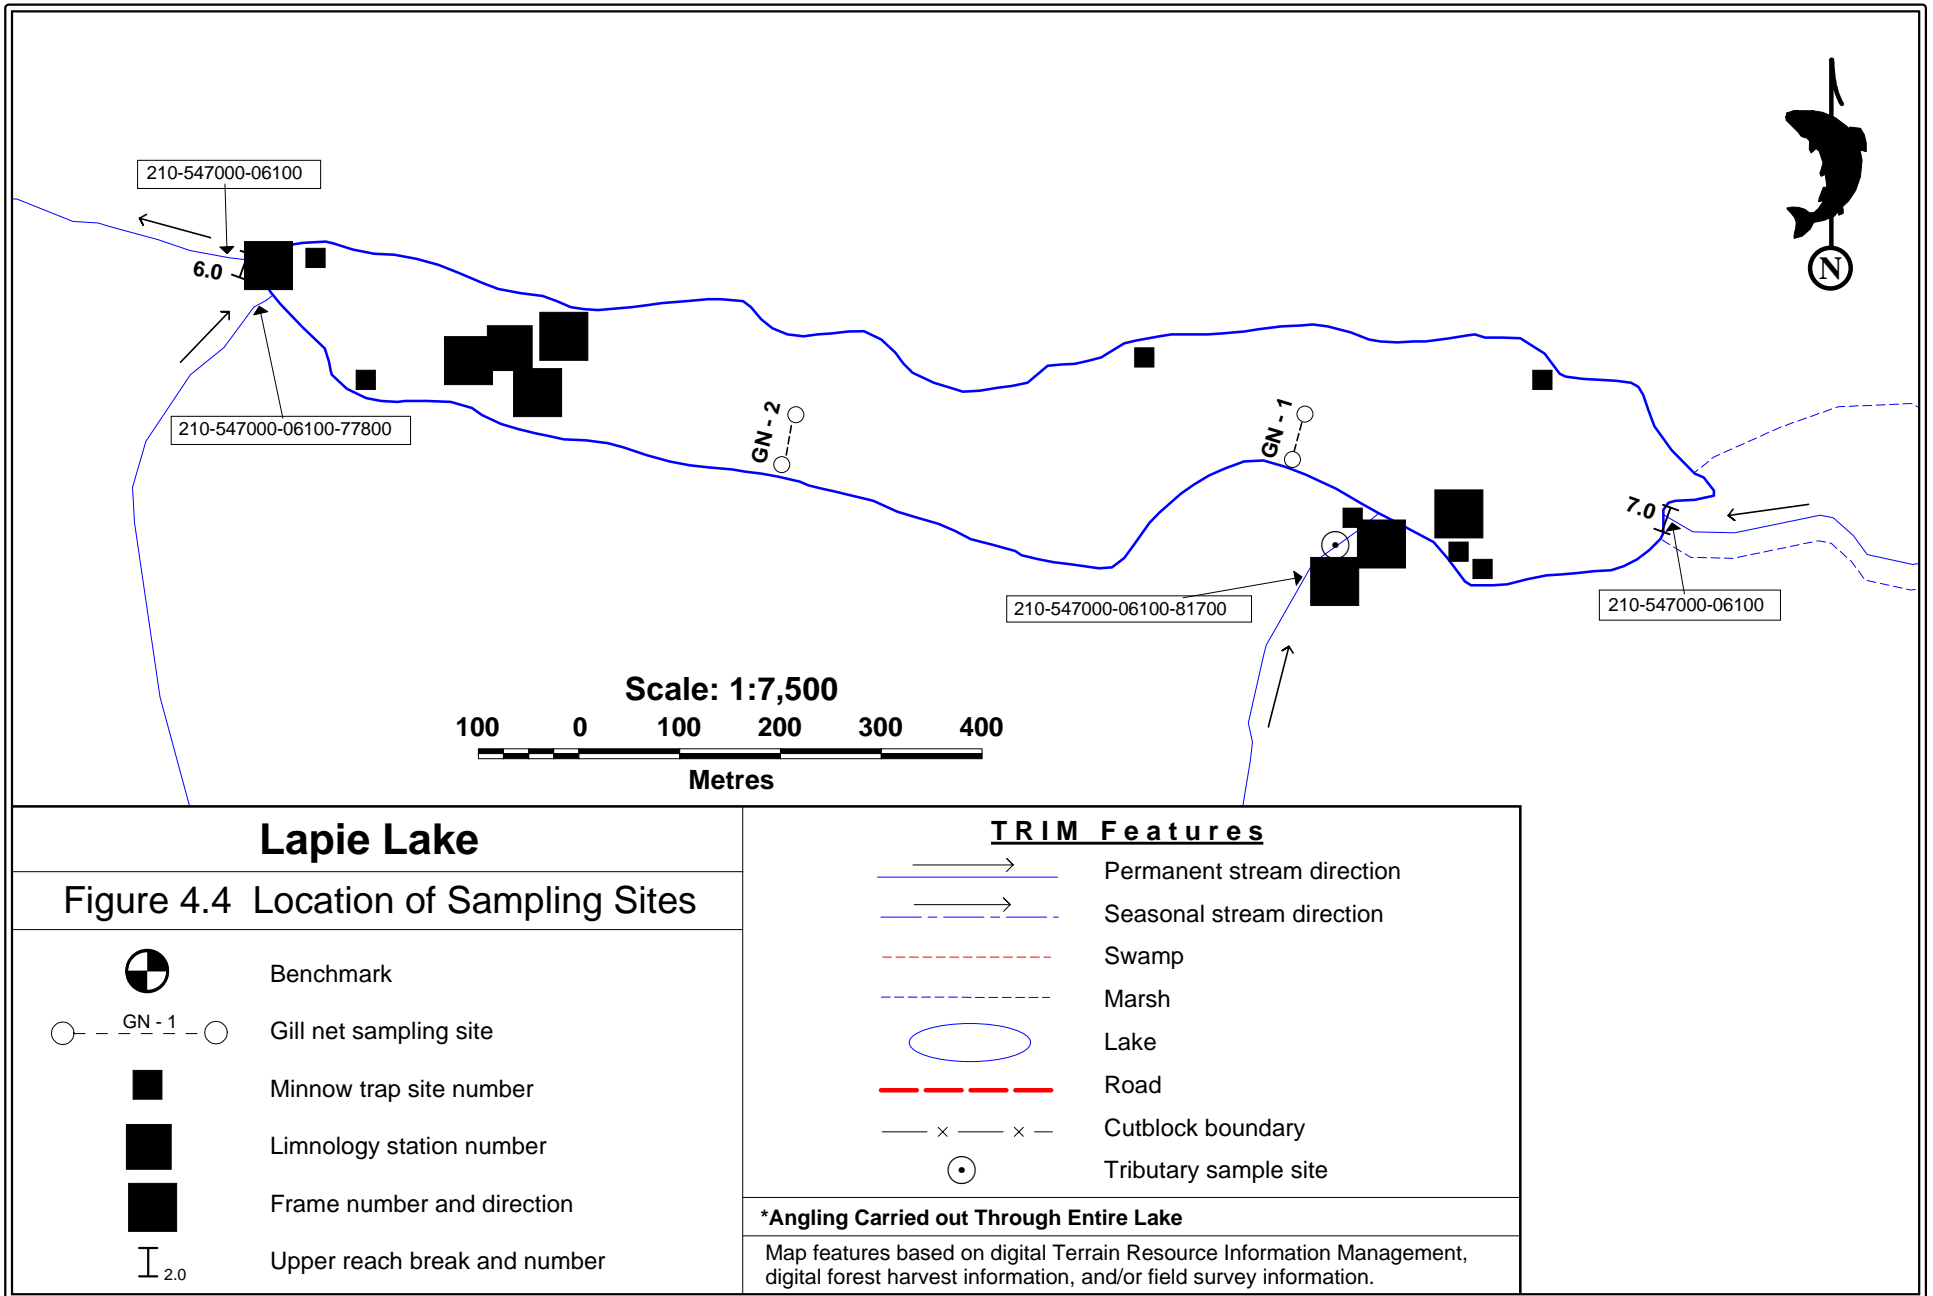 210-547000-06100
N
6.0
210-547000-06100-77800
GN - 2
GN - 1
7.0
210-547000-06100-81700
210-547000-06100
Scale: 1:7,500
100 0 100 200 300 400
Metres
Lapie Lake
Figure 4.4 Location of Sampling Sites
Benchmark
GN - 1
Gill net sampling site
Minnow trap site number
Limnology station number
Frame number and direction
2.0
Upper reach break and number
TRIM Features
Permanent stream direction
Seasonal stream direction
Swamp
Marsh
Lake
Road
Cutblock boundary
Tributary sample site
*Angling Carried out Through Entire Lake
Map features based on digital Terrain Resource Information Management,
digital forest harvest information, and/or field survey information.